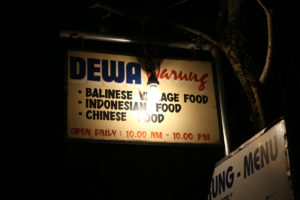 DEWA Warung
• BALINESE VILLAGE FOOD
• INDONESIAN FOOD
• CHINESE FOOD
OPEN DAILY : 10.00 AM - 10.00 PM
UNG - MENU